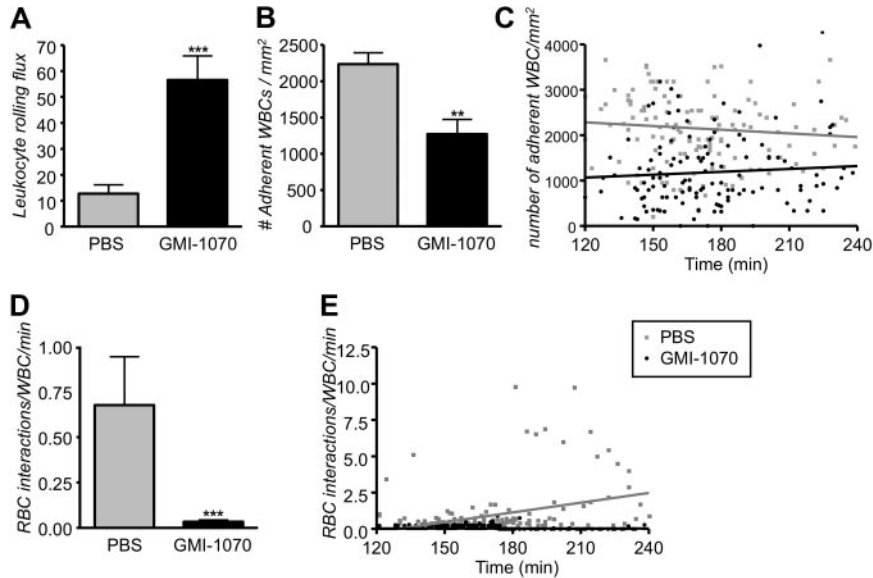 A
Leukocyte rolling flux
70
60
50
40
30
20
10
0
***
PBS
GMI-1070
B
# Adherent WBCs / mm²
2500
2000
1500
1000
500
0
**
PBS
GMI-1070
C
number of adherent WBC/mm²
4000
3000
2000
1000
0
120
150
180
210
240
Time (min)
D
RBC interactions/WBC/min
1.00
0.75
0.50
0.25
0.00
***
PBS
GMI-1070
E
RBC interactions/WBC/min
12.5
10.0
7.5
5.0
2.5
0.0
120
150
180
210
240
Time (min)
PBS
GMI-1070